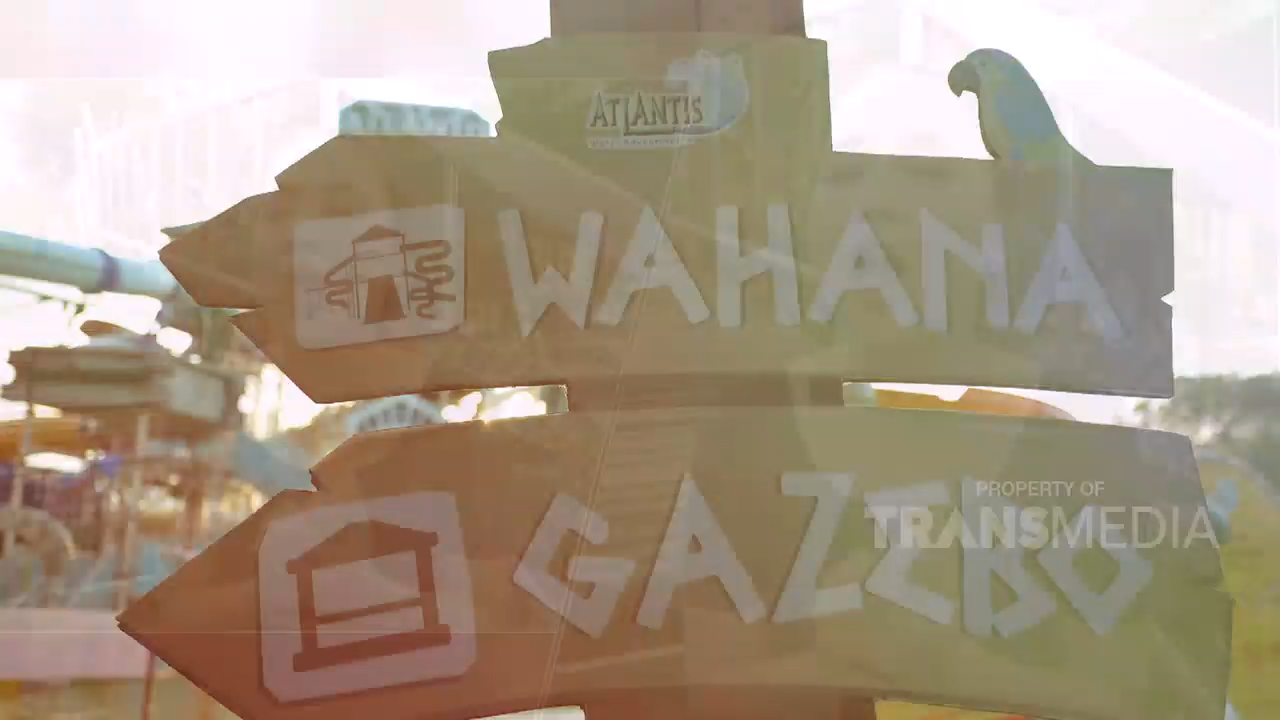 ATLANTIS
WAHANA
GAZEBO
PROPERTY OF
TRANSMEDIA